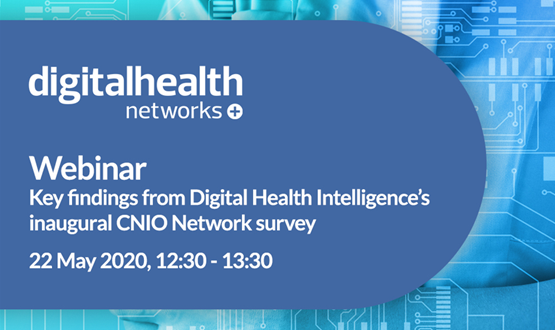 digitalhealth
networks
Webinar
Key findings from Digital Health Intelligence's
inaugural CNIO Network survey
22 May 2020, 12:30 - 13:30